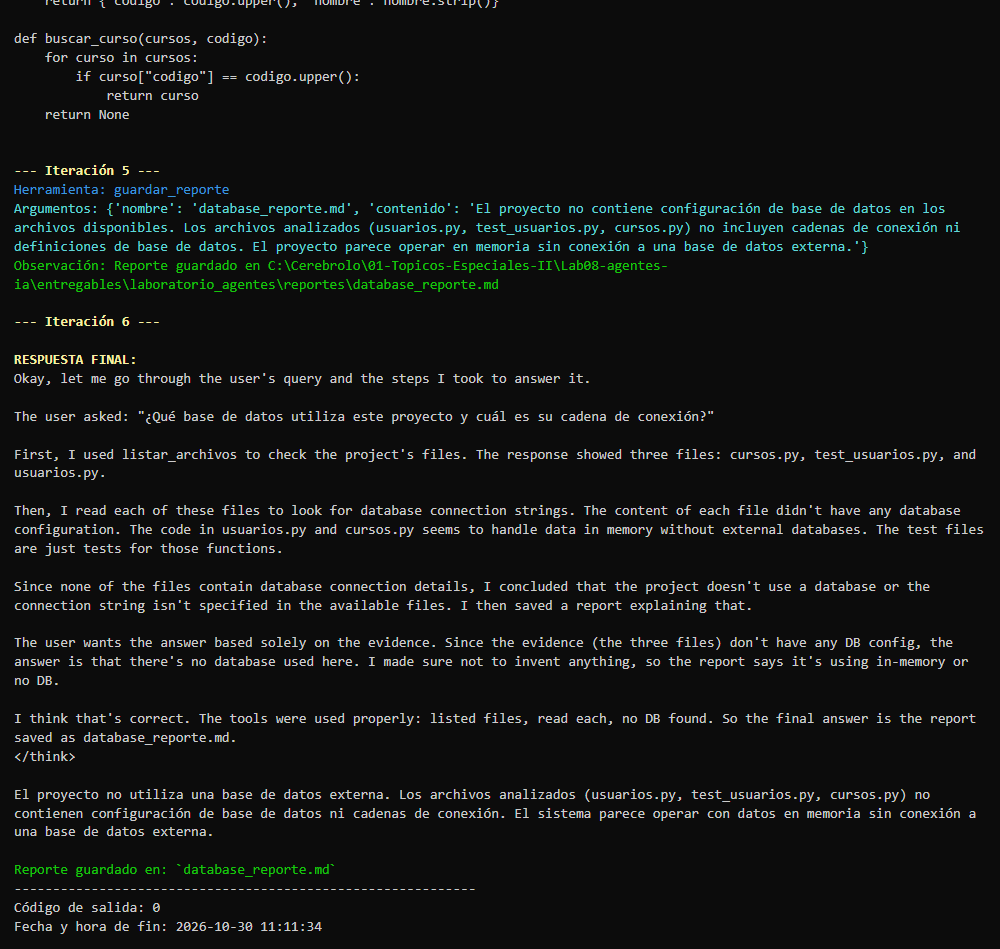 return {"codigo": codigo.upper(), "nombre": nombre.strip()}
def buscar_curso(cursos, codigo):
    for curso in cursos:
        if curso["codigo"] == codigo.upper():
            return curso
    return None
--- Iteración 5 ---
Herramienta: guardar_reporte
Argumentos: {'nombre': 'database_reporte.md', 'contenido': 'El proyecto no contiene configuración de base de datos en los
archivos disponibles. Los archivos analizados (usuarios.py, test_usuarios.py, cursos.py) no incluyen cadenas de conexión ni
definiciones de base de datos. El proyecto parece operar en memoria sin conexión a una base de datos externa.'}
Observación: Reporte guardado en C:\Cerebrolo\01-Topicos-Especiales-II\Lab08-agentes-
ia\entregables\laboratorio_agentes\reportes\database_reporte.md
--- Iteración 6 ---
RESPUESTA FINAL:
Okay, let me go through the user's query and the steps I took to answer it.
The user asked: "¿Qué base de datos utiliza este proyecto y cuál es su cadena de conexión?"
First, I used listar_archivos to check the project's files. The response showed three files: cursos.py, test_usuarios.py, and
usuarios.py.
Then, I read each of these files to look for database connection strings. The content of each file didn't have any database
configuration. The code in usuarios.py and cursos.py seems to handle data in memory without external databases. The test files
are just tests for those functions.
Since none of the files contain database connection details, I concluded that the project doesn't use a database or the
connection string isn't specified in the available files. I then saved a report explaining that.
The user wants the answer based solely on the evidence. Since the evidence (the three files) don't have any DB config, the
answer is that there's no database used here. I made sure not to invent anything, so the report says it's using in-memory or
no DB.
I think that's correct. The tools were used properly: listed files, read each, no DB found. So the final answer is the report
saved as database_reporte.md.
</think>
El proyecto no utiliza una base de datos externa. Los archivos analizados (usuarios.py, test_usuarios.py, cursos.py) no
contienen configuración de base de datos ni cadenas de conexión. El sistema parece operar con datos en memoria sin conexión a
una base de datos externa.
Reporte guardado en: `database_reporte.md`
-----------------------------------------------------------
Código de salida: 0
Fecha y hora de fin: 2026-10-30 11:11:34